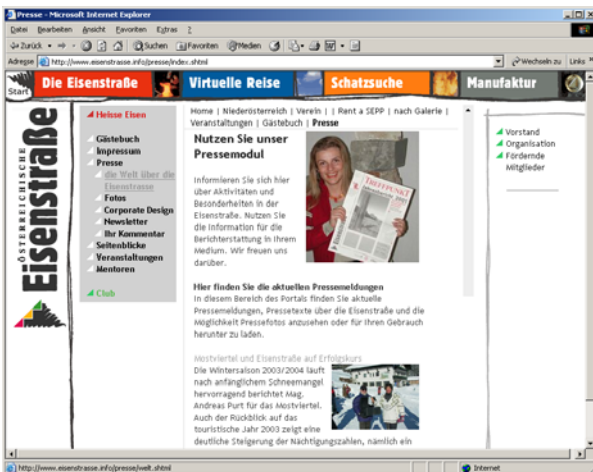 Presse - Microsoft Internet Explorer
Datei Bearbeiten Ansicht Favoriten Extras ?
Zurück Suchen Favoriten Medien
Adresse http://www.eisenstrasse.info/presse/index.shtml Wechseln zu Links »
Start Die Eisenstraße Virtuelle Reise Schatzsuche Manufaktur
ÖSTERREICHISCHE
Eisenstraße
Heisse Eisen
Gästebuch
Impressum
Presse
die Welt über die
Eisenstrasse
Fotos
Corporate Design
Newsletter
Ihr Kommentar
Seitenblicke
Veranstaltungen
Mentoren
Club
Home | Niederösterreich | Verein | | Rent a SEPP | nach Galerie |
Veranstaltungen | Gästebuch | Presse
Nutzen Sie unser
Pressemodul
Informieren Sie sich hier
über Aktivitäten und
Besonderheiten in der
Eisenstraße. Nutzen Sie
die Information für die
Berichterstattung in Ihrem
Medium. Wir freuen uns
darüber.
TREFFPUNKT
Hier finden Sie die aktuellen Pressemeldungen
In diesem Bereich des Portals finden Sie aktuelle
Pressemeldungen, Pressetexte über die Eisenstraße und die
Möglichkeit Pressefotos anzusehen oder für Ihren Gebrauch
herunter zu laden.
Mostviertel und Eisenstraße auf Erfolgskurs
Die Wintersaison 2003/2004 läuft
nach anfänglichem Schneemangel
hervorragend berichtet Mag.
Andreas Purt für das Mostviertel.
Auch der Rückblick auf das
touristische Jahr 2003 zeigt eine
deutliche Steigerung der Nächtigungszahlen, nämlich ein
Vorstand
Organisation
Fördernde
Mitglieder
http://www.eisenstrasse.info/presse/welt.shtml Internet